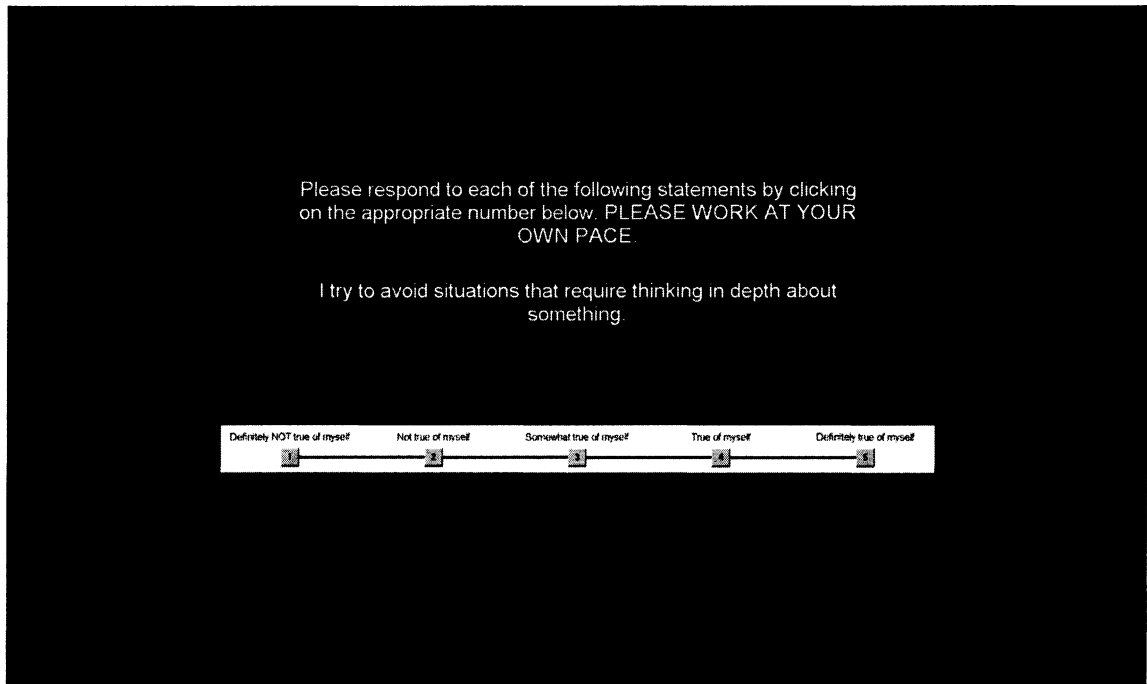 Please respond to each of the following statements by clicking
on the appropriate number below. PLEASE WORK AT YOUR
OWN PACE.
I try to avoid situations that require thinking in depth about
something.
Definitely NOT true of myself Not true of myself Somewhat true of myself True of myself Definitely true of myself
1 2 3 4 5